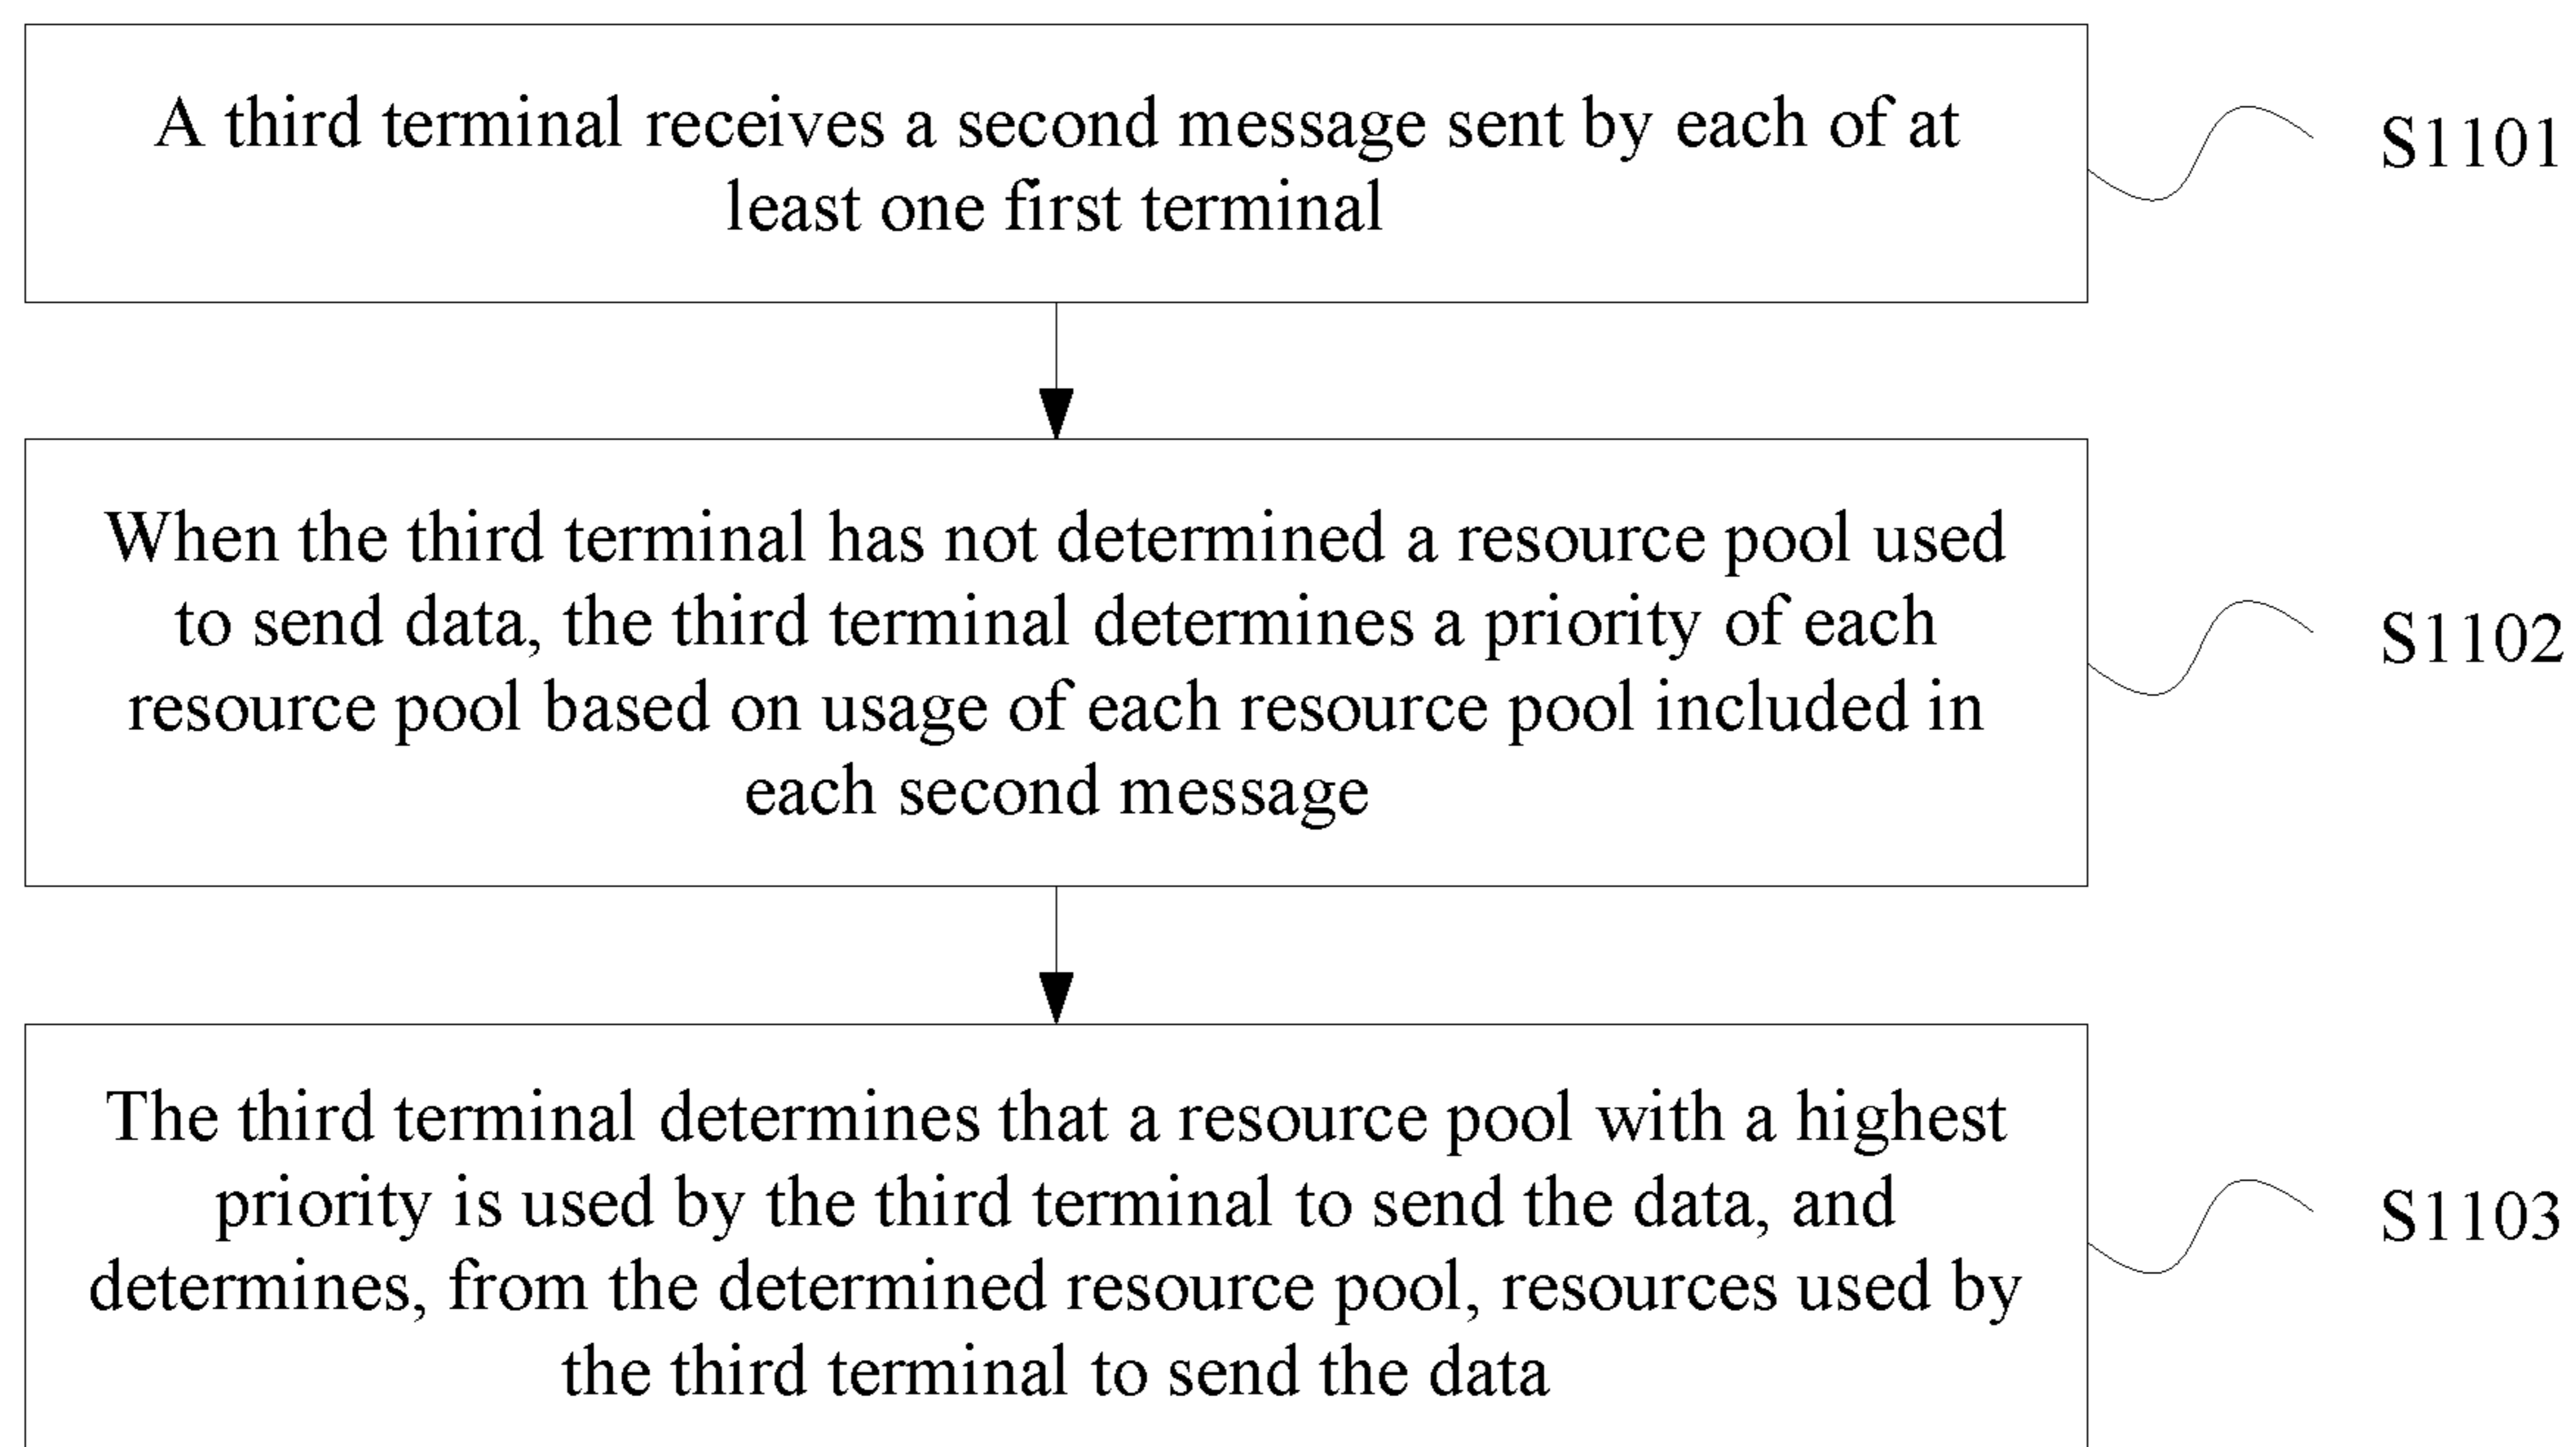 A third terminal receives a second message sent by each of at
least one first terminal
S1101
When the third terminal has not determined a resource pool used
to send data, the third terminal determines a priority of each
resource pool based on usage of each resource pool included in
each second message
S1102
The third terminal determines that a resource pool with a highest
priority is used by the third terminal to send the data, and
determines, from the determined resource pool, resources used by
the third terminal to send the data
S1103